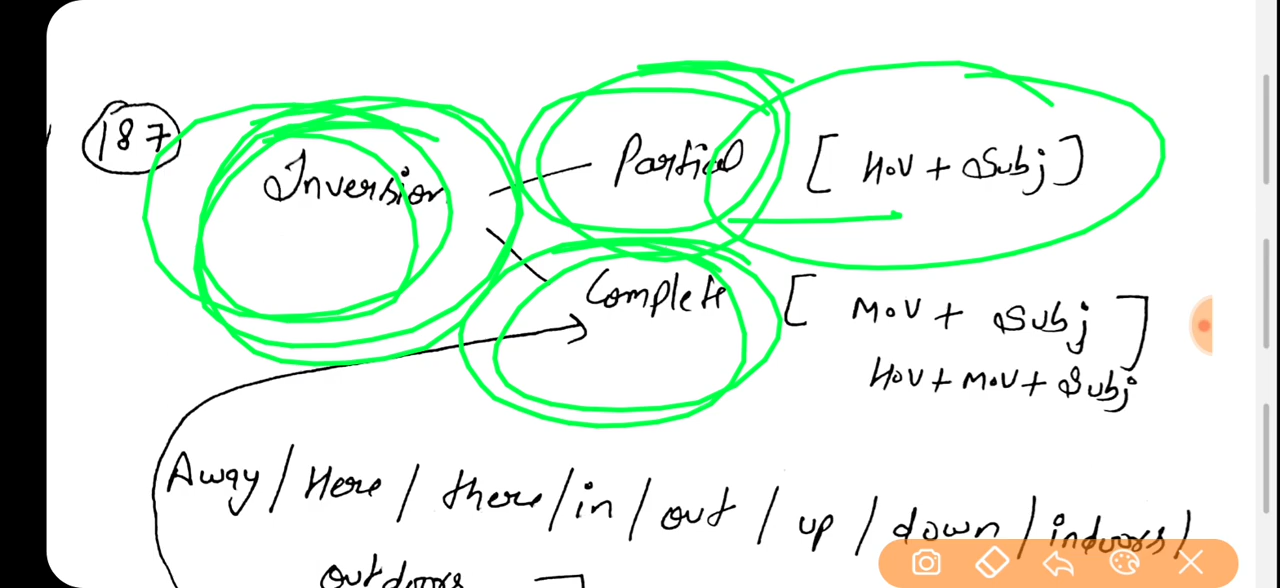 187
Inversion
Partial [ HoV + Subj ]
Complete [ MoV + Subj ]
HoV + MoV + Subj
Away / Here / there / in / out / up / down / indoors /
outdoors ]